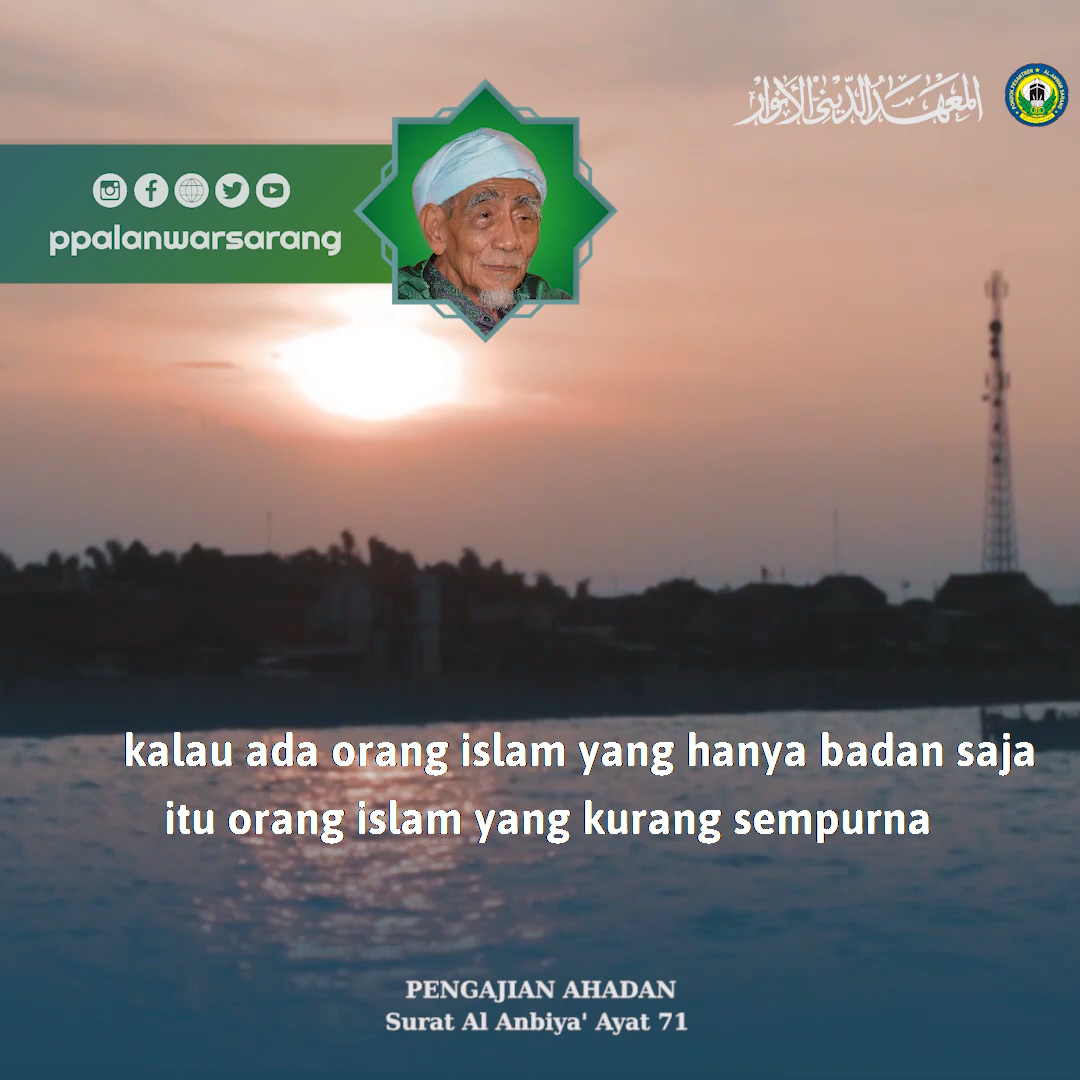 المعهد الديني الأنوار
ppalanwarsarang
kalau ada orang islam yang hanya badan saja
itu orang islam yang kurang sempurna
PENGAJIAN AHADAN
Surat Al Anbiya' Ayat 71